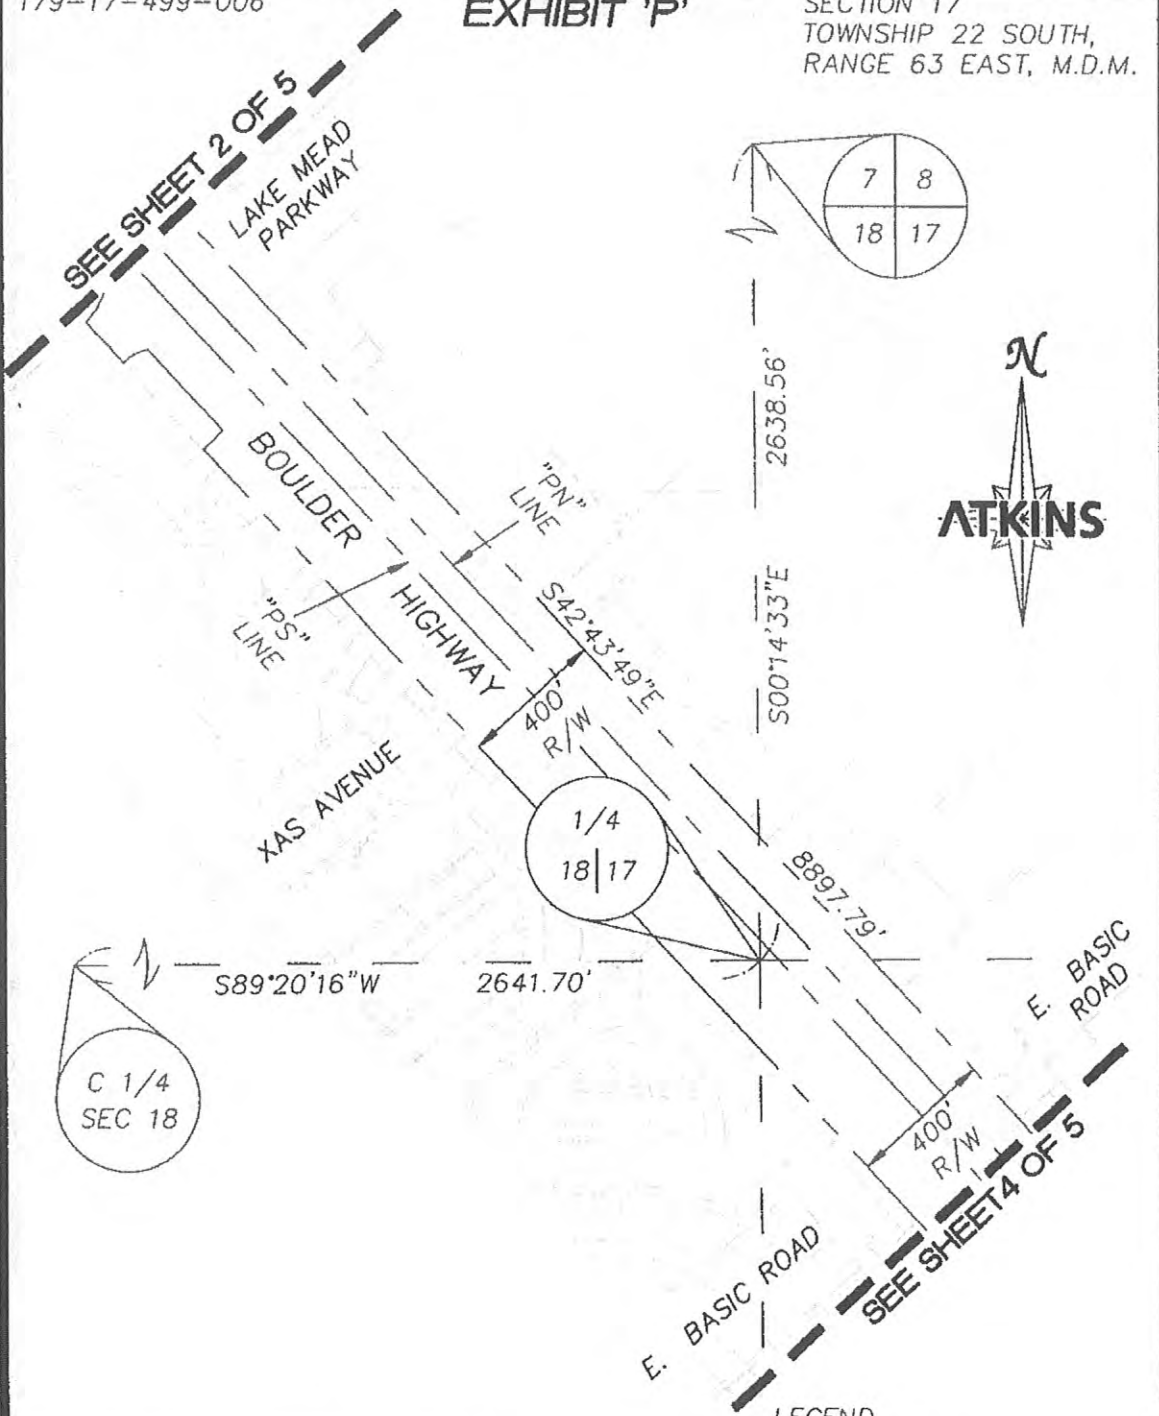 179-17-499-006
EXHIBIT 'P'
SECTION 17
TOWNSHIP 22 SOUTH,
RANGE 63 EAST, M.D.M.
SEE SHEET 2 OF 5
LAKE MEAD
PARKWAY
7 8
18 17
2638.56'
N
ATKINS
BOULDER
HIGHWAY
"PN"
LINE
"PS"
LINE
S42°43'49"E
S00°14'33"E
400'
R/W
XAS AVENUE
1/4
18 | 17
8897.79'
S89°20'16"W 2641.70'
E. BASIC
ROAD
C 1/4
SEC 18
400'
R/W
SEE SHEET 4 OF 5
E. BASIC ROAD
LEGEND